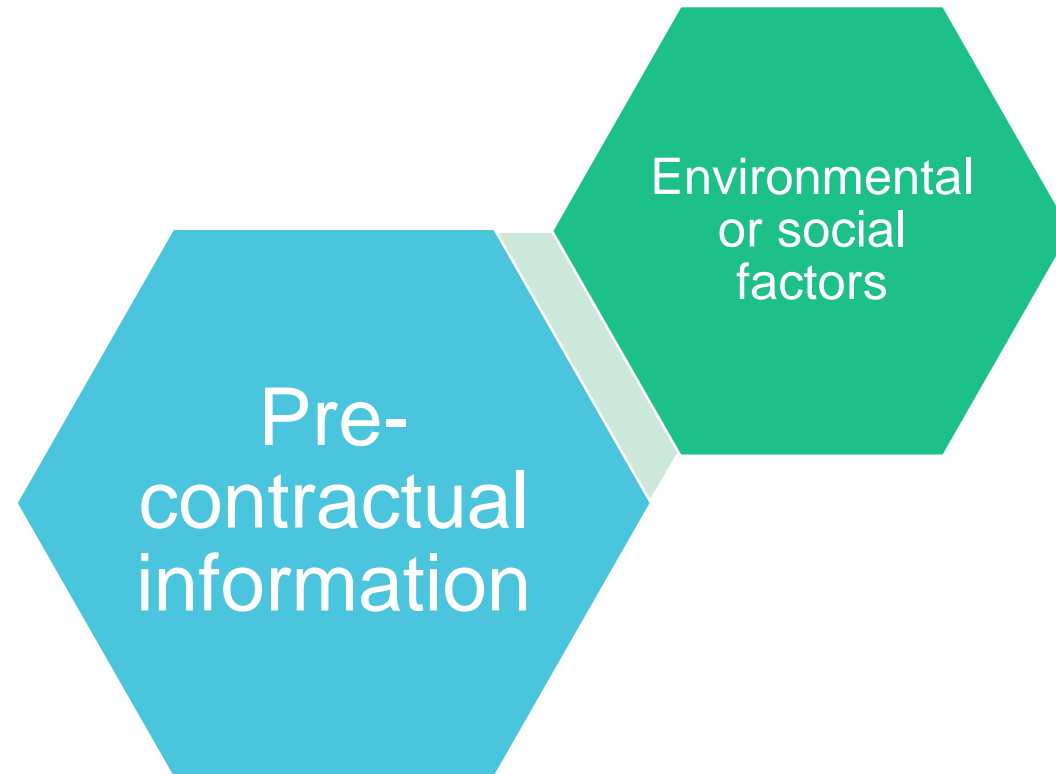 Environmental
or social
factors
Pre-
contractual
information